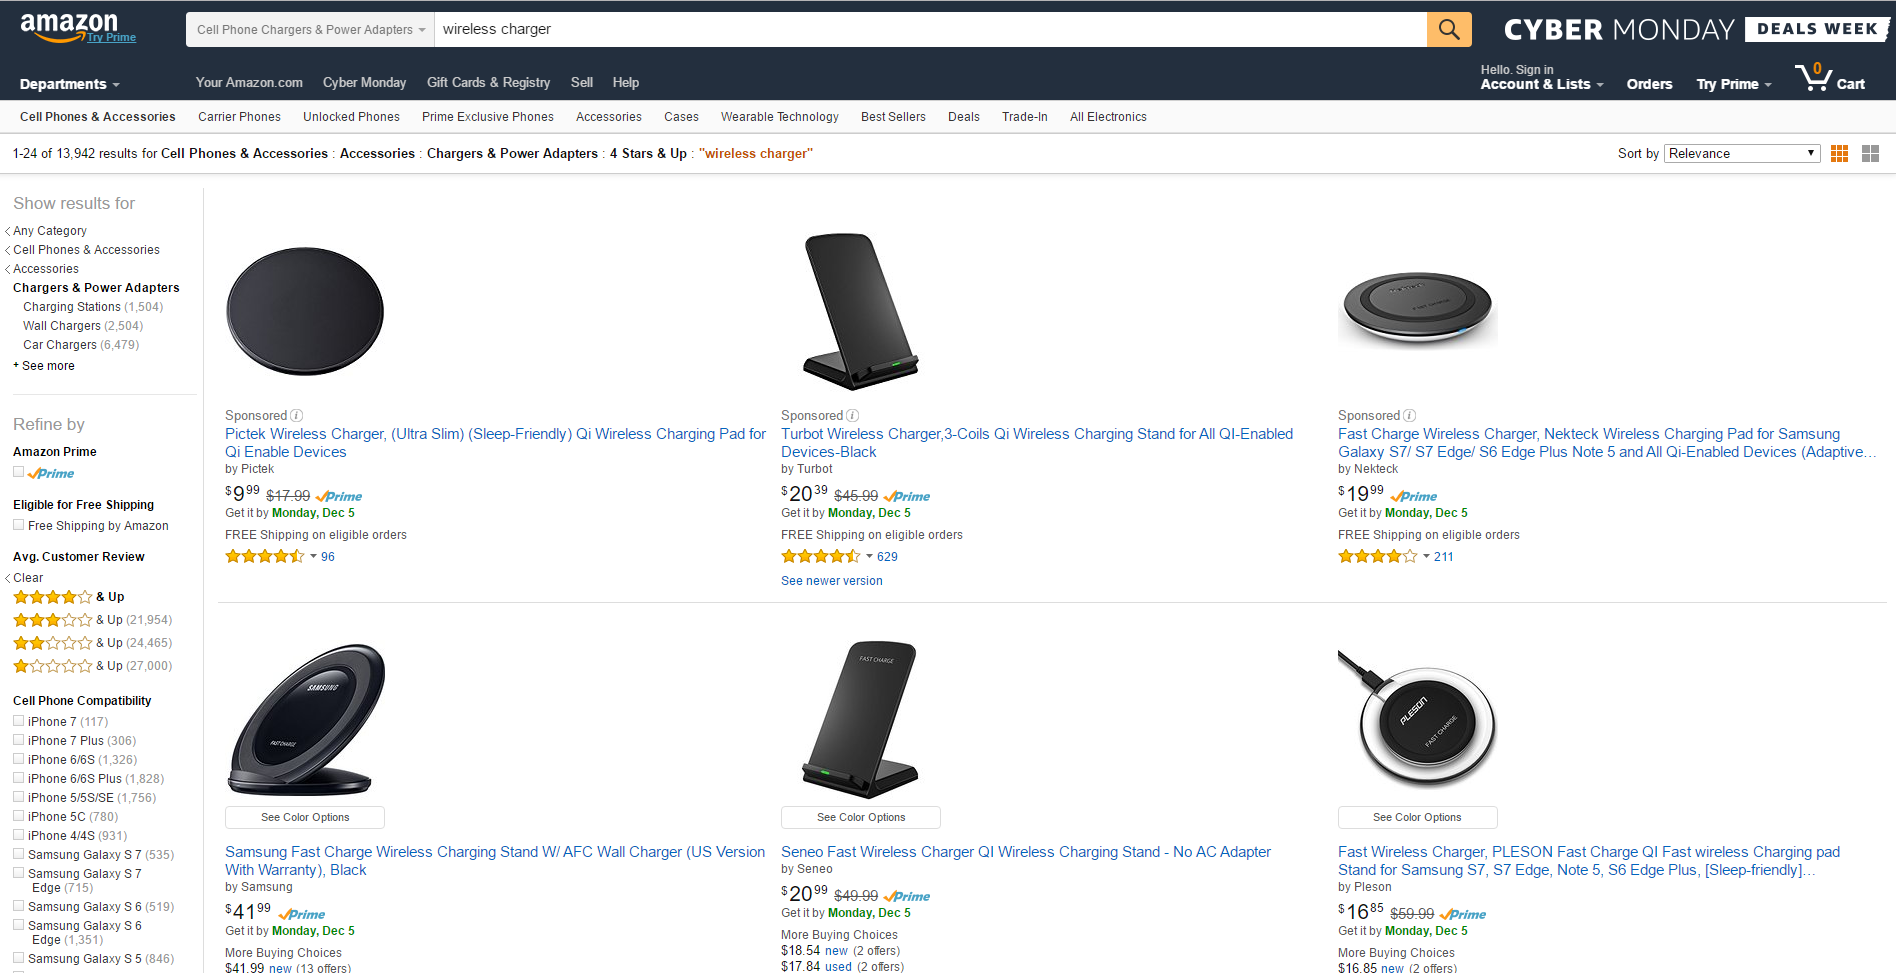 amazon
Try Prime
Cell Phone Chargers & Power Adapters
wireless charger
CYBER MONDAY DEALS WEEK
Departments
Your Amazon.com
Cyber Monday
Gift Cards & Registry
Sell
Help
Hello. Sign in
Account & Lists
Orders
Try Prime
0
Cart
Cell Phones & Accessories
Carrier Phones
Unlocked Phones
Prime Exclusive Phones
Accessories
Cases
Wearable Technology
Best Sellers
Deals
Trade-In
All Electronics
1-24 of 13,942 results for Cell Phones & Accessories : Accessories : Chargers & Power Adapters : 4 Stars & Up : "wireless charger"
Sort by Relevance
Show results for
Any Category
Cell Phones & Accessories
Accessories
Chargers & Power Adapters
Charging Stations (1,504)
Wall Chargers (2,504)
Car Chargers (6,479)
+ See more
Refine by
Amazon Prime
Prime
Eligible for Free Shipping
Free Shipping by Amazon
Avg. Customer Review
Clear
& Up
& Up (21,954)
& Up (24,465)
& Up (27,000)
Cell Phone Compatibility
iPhone 7 (117)
iPhone 7 Plus (306)
iPhone 6/6S (1,326)
iPhone 6/6S Plus (1,828)
iPhone 5/5S/SE (1,756)
iPhone 5C (780)
iPhone 4/4S (931)
Samsung Galaxy S 7 (535)
Samsung Galaxy S 7
Edge (715)
Samsung Galaxy S 6 (519)
Samsung Galaxy S 6
Edge (1,351)
Samsung Galaxy S 5 (846)
Sponsored
Pictek Wireless Charger, (Ultra Slim) (Sleep-Friendly) Qi Wireless Charging Pad for
Qi Enable Devices
by Pictek
$9.99 $17.99 Prime
Get it by Monday, Dec 5
FREE Shipping on eligible orders
96
Sponsored
Turbot Wireless Charger,3-Coils Qi Wireless Charging Stand for All QI-Enabled
Devices-Black
by Turbot
$20 39 $45.99 Prime
Get it by Monday, Dec 5
FREE Shipping on eligible orders
629
See newer version
FAST CHARGE
Sponsored
Fast Charge Wireless Charger, Nekteck Wireless Charging Pad for Samsung
Galaxy S7/ S7 Edge/ S6 Edge Plus Note 5 and All Qi-Enabled Devices (Adaptive…
by Nekteck
$19 99 Prime
Get it by Monday, Dec 5
FREE Shipping on eligible orders
211
SAMSUNG
FAST CHARGE
See Color Options
Samsung Fast Charge Wireless Charging Stand W/ AFC Wall Charger (US Version
With Warranty), Black
by Samsung
$41 99 Prime
Get it by Monday, Dec 5
More Buying Choices
$41.99 new (13 offers)
FAST CHARGE
See Color Options
Seneo Fast Wireless Charger QI Wireless Charging Stand - No AC Adapter
by Seneo
$20 99 $49.99 Prime
Get it by Monday, Dec 5
More Buying Choices
$18.54 new (2 offers)
$17.84 used (2 offers)
PLESON
FAST CHARGE
See Color Options
Fast Wireless Charger, PLESON Fast Charge QI Fast wireless Charging pad
Stand for Samsung S7, S7 Edge, Note 5, S6 Edge Plus, [Sleep-friendly]…
by Pleson
$16 85 $59.99 Prime
Get it by Monday, Dec 5
More Buying Choices
$16.85 new (2 offers)